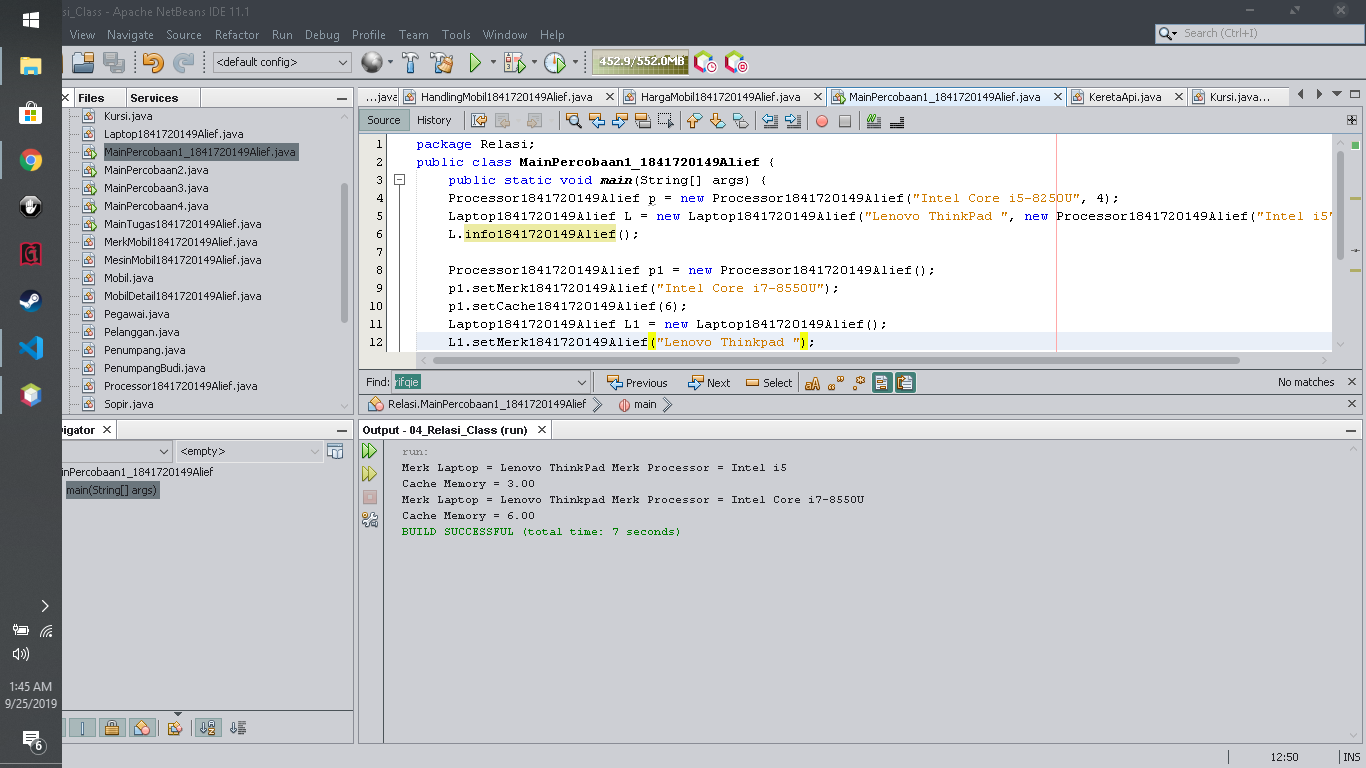 si_Class - Apache NetBeans IDE 11.1
View Navigate Source Refactor Run Debug Profile Team Tools Window Help
Search (Ctrl+I)
<default config>
452.9/552.0MB
Files Services
Kursi.java
Laptop1841720149Alief.java
MainPercobaan1_1841720149Alief.java
MainPercobaan2.java
MainPercobaan3.java
MainPercobaan4.java
MainTugas1841720149Alief.java
MerkMobil1841720149Alief.java
MesinMobil1841720149Alief.java
Mobil.java
MobilDetail1841720149Alief.java
Pegawai.java
Pelanggan.java
Penumpang.java
PenumpangBudi.java
Processor1841720149Alief.java
Sopir.java
...java HandlingMobil1841720149Alief.java HargaMobil1841720149Alief.java MainPercobaan1_1841720149Alief.java KeretaApi.java Kursi.java...
Source History
1 package Relasi;
2 public class MainPercobaan1_1841720149Alief {
3 public static void main(String[] args) {
4 Processor1841720149Alief p = new Processor1841720149Alief("Intel Core i5-8250U", 4);
5 Laptop1841720149Alief L = new Laptop1841720149Alief("Lenovo ThinkPad ", new Processor1841720149Alief("Intel i5"
6 L.info1841720149Alief();
7
8 Processor1841720149Alief p1 = new Processor1841720149Alief();
9 p1.setMerk1841720149Alief("Intel Core i7-8550U");
10 p1.setCache1841720149Alief(6);
11 Laptop1841720149Alief L1 = new Laptop1841720149Alief();
12 L1.setMerk1841720149Alief("Lenovo Thinkpad ");
Find: rifqie Previous Next Select aA No matches
Relasi.MainPercobaan1_1841720149Alief main
vigator
<empty>
inPercobaan1_1841720149Alief
main(String[] args)
Output - 04_Relasi_Class (run)
run:
Merk Laptop = Lenovo ThinkPad Merk Processor = Intel i5
Cache Memory = 3.00
Merk Laptop = Lenovo Thinkpad Merk Processor = Intel Core i7-8550U
Cache Memory = 6.00
BUILD SUCCESSFUL (total time: 7 seconds)
1:45 AM
9/25/2019
6
12:50 INS